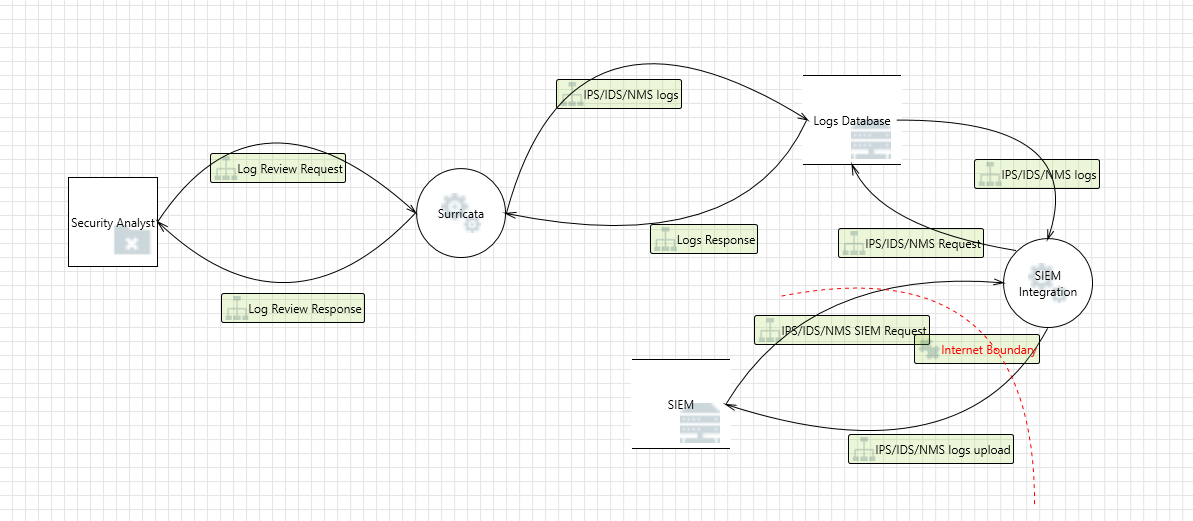 IPS/IDS/NMS logs
Logs Database
Log Review Request
IPS/IDS/NMS logs
Security Analyst
Surricata
Logs Response
IPS/IDS/NMS Request
SIEM
Integration
Log Review Response
IPS/IDS/NMS SIEM Request
Internet Boundary
SIEM
IPS/IDS/NMS logs upload